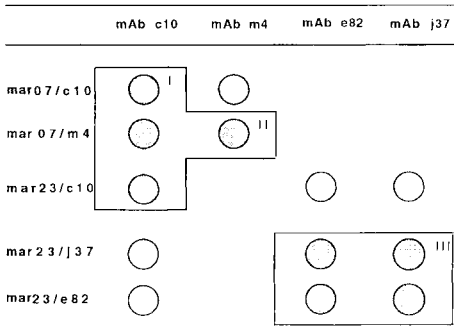 mAb c10 mAb m4 mAb e82 mAb j37
mar07/c10 I
mar 07/m4 II
mar23/c10
mar23/j37 III
mar23/e82